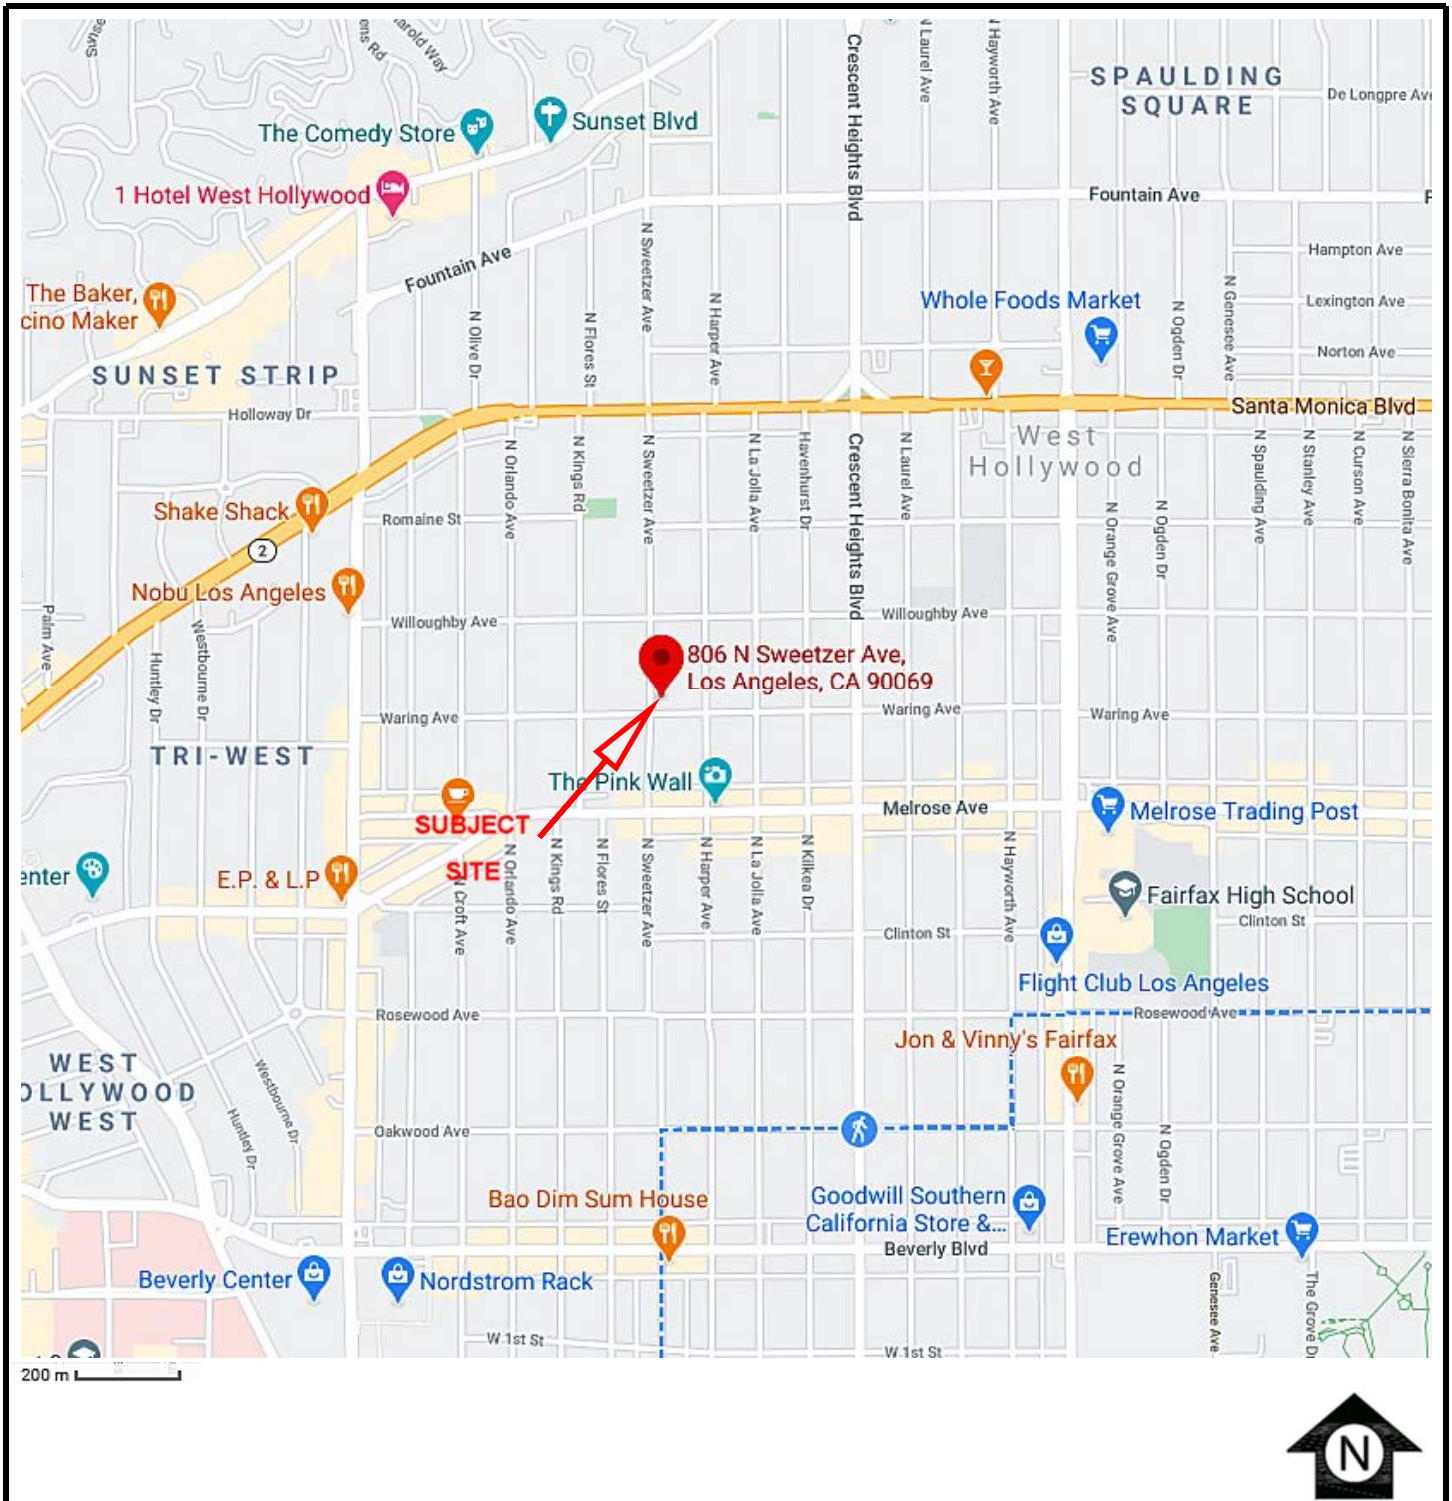 Sunse
ens Rd
arold Way
Crescent Heights Blvd
N Laurel Ave
N Hayworth Ave
SPAULDING
SQUARE
De Longpre Ave
The Comedy Store
Sunset Blvd
1 Hotel West Hollywood
Fountain Ave
F
N Sweetzer Ave
Fountain Ave
Hampton Ave
The Baker,
cino Maker
N Olive Dr
N Flores St
N Harper Ave
Whole Foods Market
N Ogden Dr
N Genesee Ave
Lexington Ave
Norton Ave
SUNSET STRIP
Holloway Dr
Santa Monica Blvd
West
Hollywood
N Orlando Ave
N Kings Rd
N Sweetzer Ave
N La Jolla Ave
Havenhurst Dr
Crescent Heights Blvd
N Laurel Ave
N Orange Grove Ave
N Ogden Dr
N Spaulding Ave
N Stanley Ave
N Curson Ave
N Sierra Bonita Ave
Shake Shack
Romaine St
2
Nobu Los Angeles
Palm Ave
Huntley Dr
Westbourne Dr
Willoughby Ave
Willoughby Ave
806 N Sweetzer Ave,
Los Angeles, CA 90069
Waring Ave
Waring Ave
Waring Ave
TRI-WEST
The Pink Wall
Melrose Ave
Melrose Trading Post
SUBJECT
SITE
enter
E.P. & L.P
N Croft Ave
N Orlando Ave
N Kings Rd
N Flores St
N Sweetzer Ave
N Harper Ave
N La Jolla Ave
N Kilkea Dr
N Hayworth Ave
Fairfax High School
Clinton St
Clinton St
Flight Club Los Angeles
Rosewood Ave
Rosewood Ave
Jon & Vinny's Fairfax
WEST
OLLYWOOD
WEST
Westbourne Dr
Huntley Dr
N Orange Grove Ave
N Ogden Dr
Oakwood Ave
Bao Dim Sum House
Goodwill Southern
California Store &...
Beverly Blvd
Erewhon Market
Beverly Center
Nordstrom Rack
Genesee Ave
The Grove Dr
W 1st St
W 1st St
200 m
N